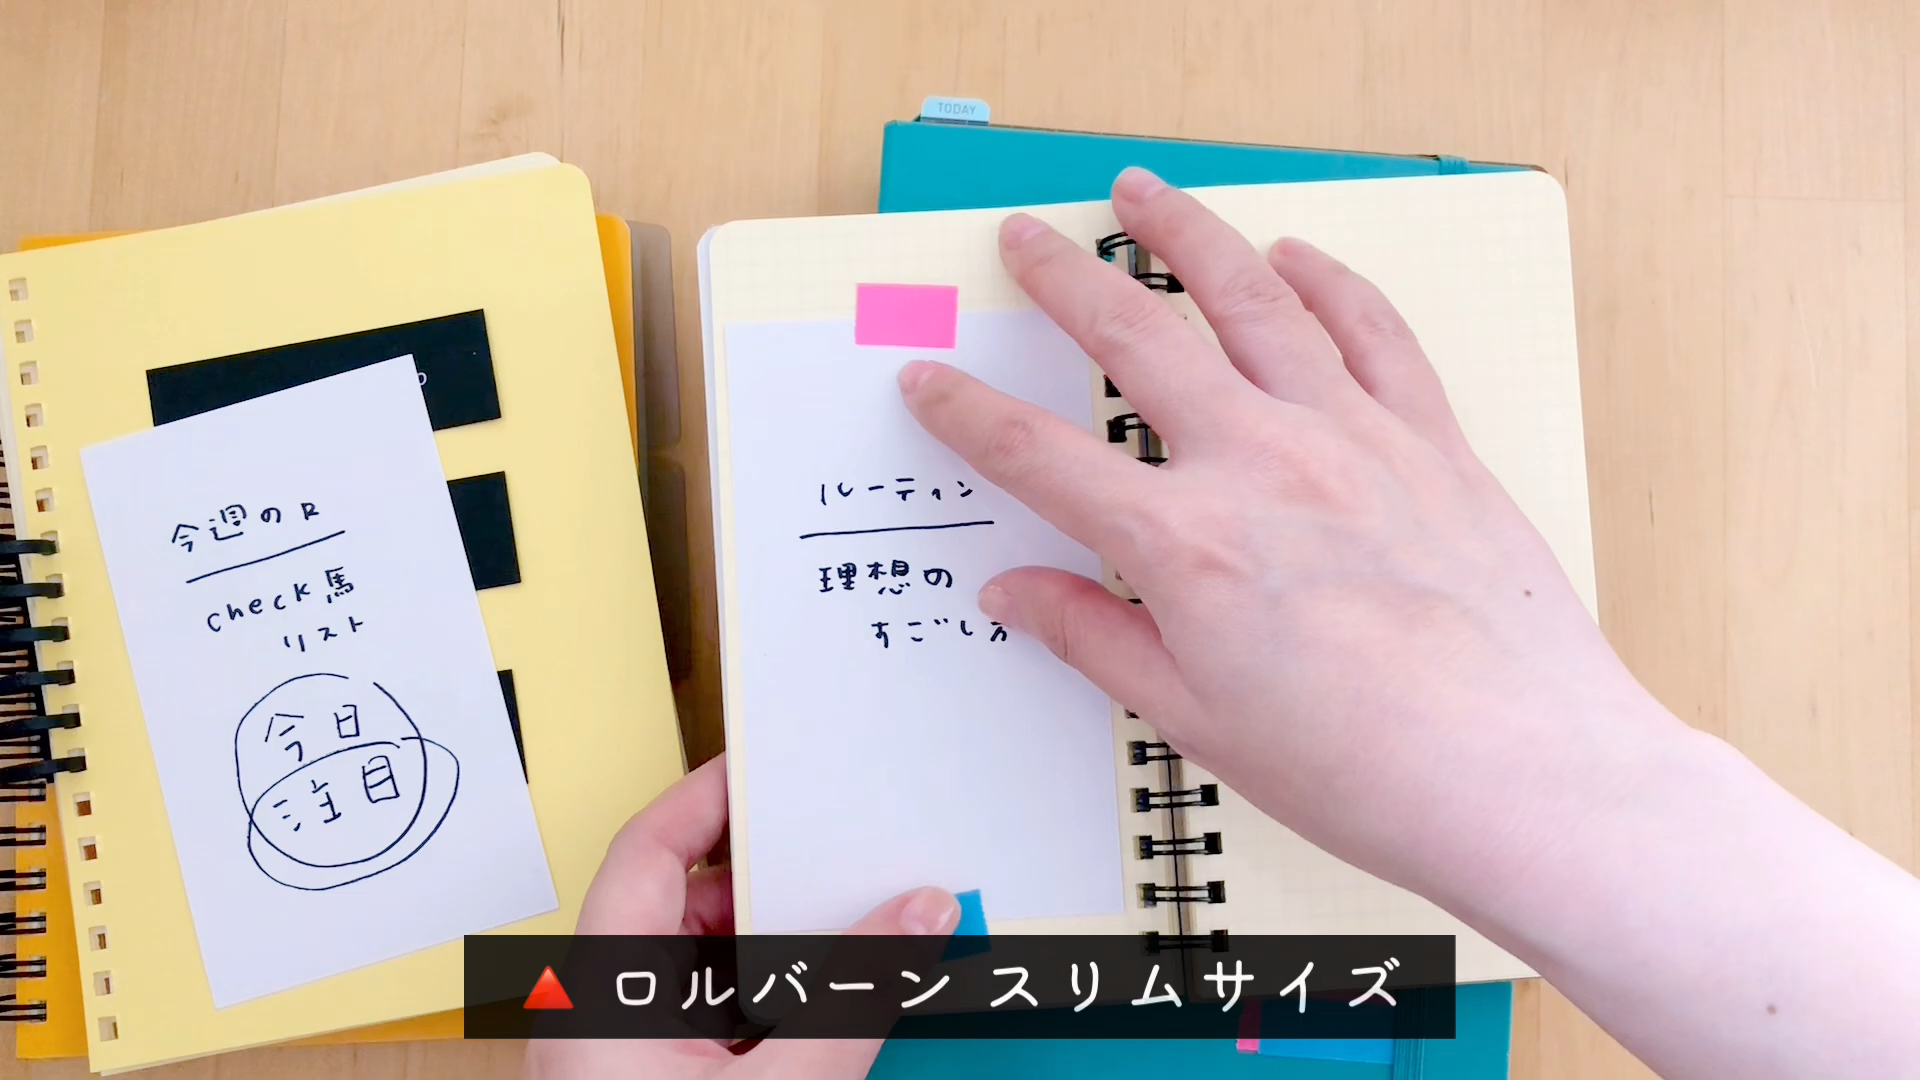 TODAY
今週のR
check馬
リスト
今日
注目
ルーティン
理想の
すごし方
🔺 ロルバーン スリムサイズ